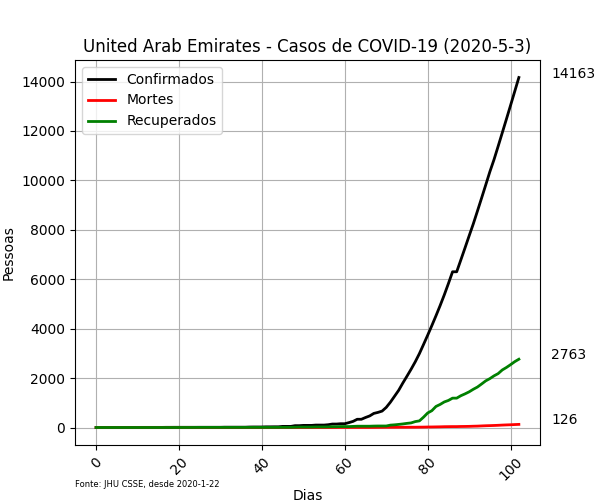 United Arab Emirates - Casos de COVID-19 (2020-5-3)
14163
14000
Confirmados
Mortes
Recuperados
12000
10000
8000
6000
4000
2000
0
2763
126
Pessoas
0
20
40
60
80
100
Fonte: JHU CSSE, desde 2020-1-22
Dias